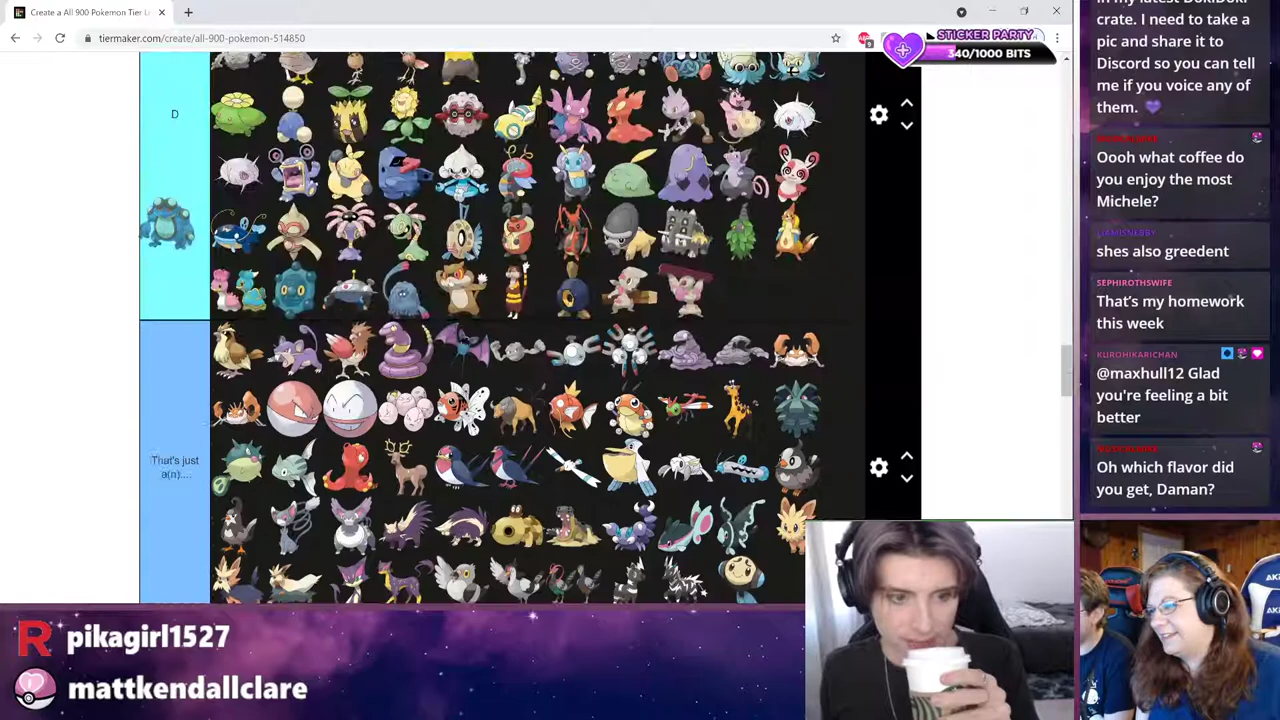 Create a All 900 Pokemon Tier L
tiermaker.com/create/all-900-pokemon-514850
STICKER PARTY
340/1000 BITS
D
That's just
a(n)....
in my latest DokiDoki
crate. I need to take a
pic and share it to
Discord so you can tell
me if you voice any of
them. 💜
Oooh what coffee do
you enjoy the most
Michele?
LIAMISNEBBY
shes also greedent
SEPHIROTHSWIFE
That's my homework
this week
KUROHIKARICHAN
@maxhull12 Glad
you're feeling a bit
better
Oh which flavor did
you get, Daman?
R pikagirl1527
mattkendallclare